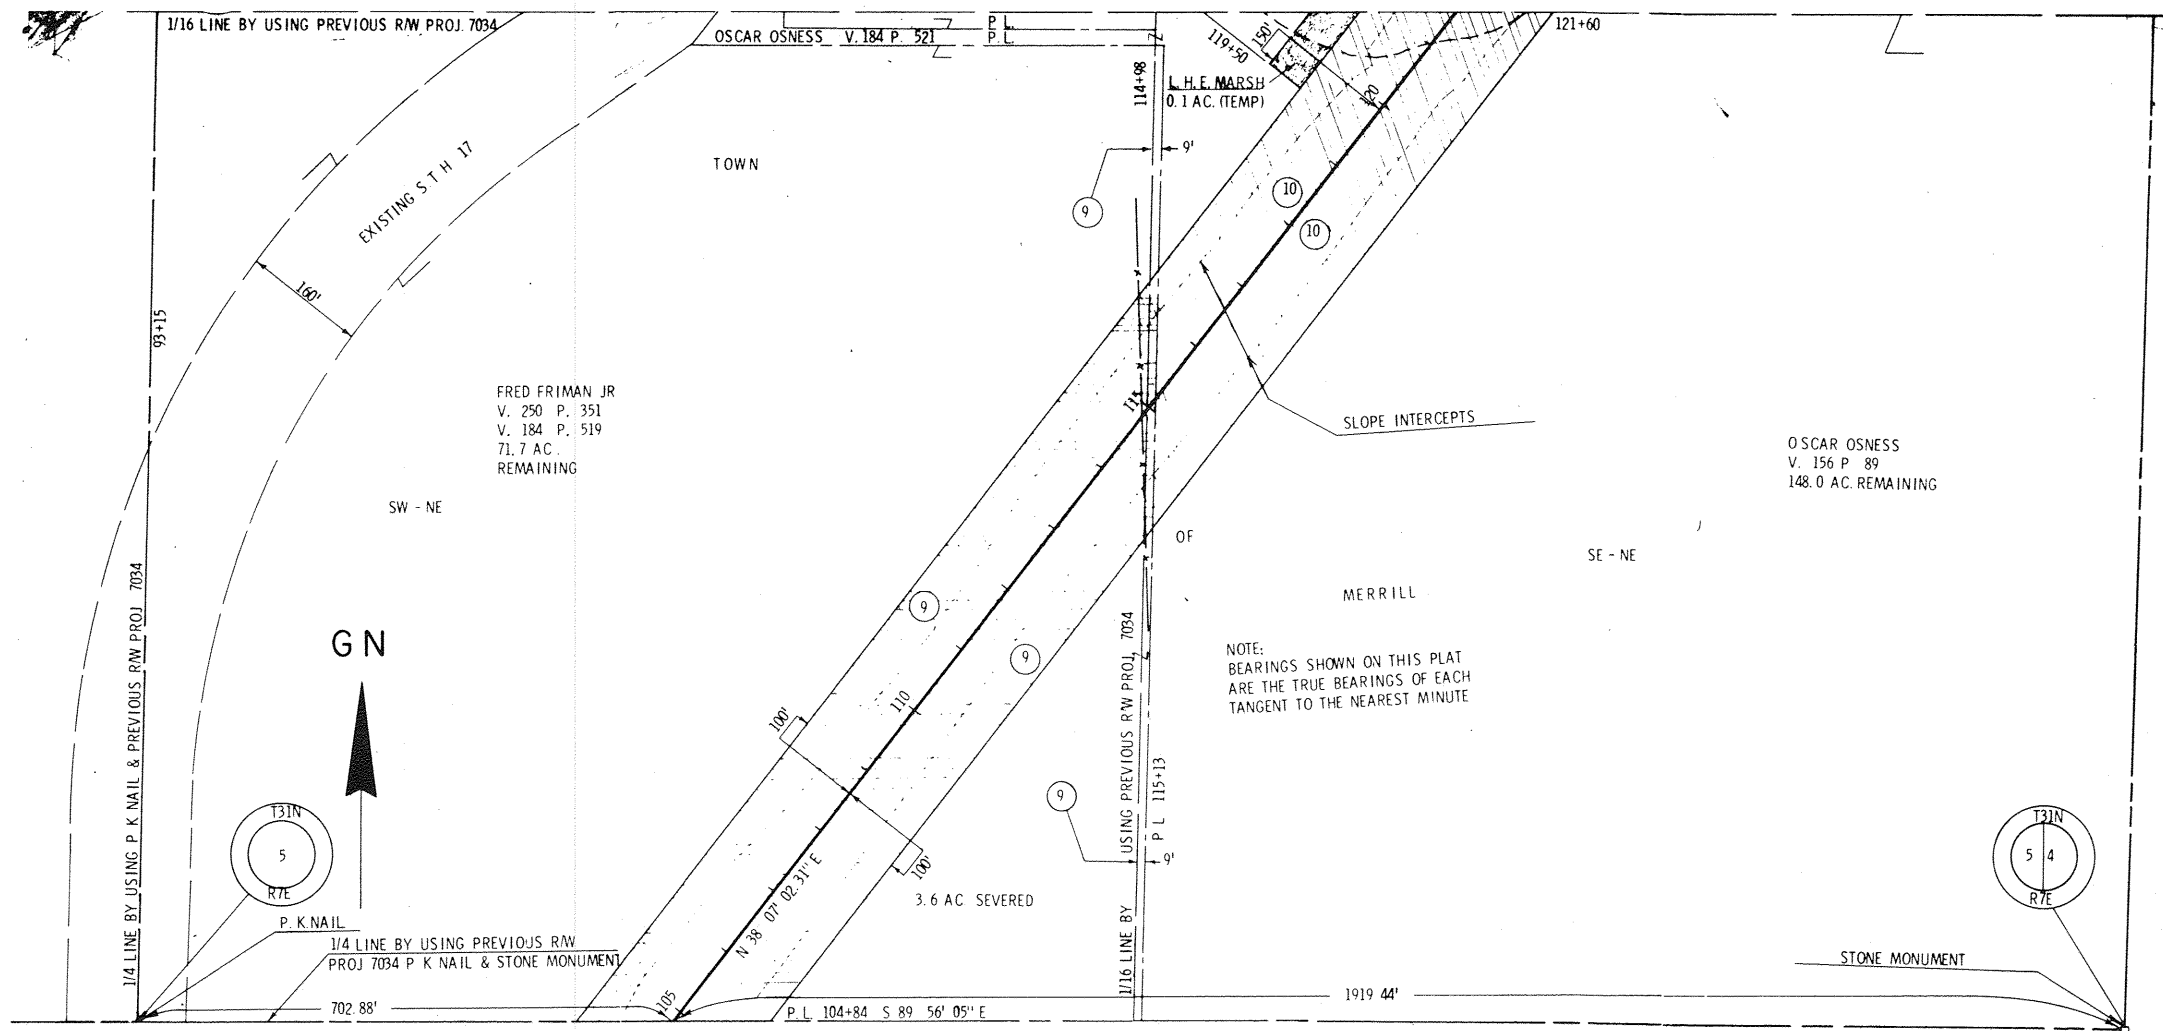 1/16 LINE BY USING PREVIOUS R/W PROJ. 7034
OSCAR OSNESS V. 184 P. 521
P. L.
P. L.
114+98
119+50
150'
121+60
L. H. E. MARSH
0.1 AC. (TEMP)
120
9'
9
10
10
TOWN
EXISTING S T H 17
160'
93+15
FRED FRIMAN JR
V. 250 P. 351
V. 184 P. 519
71.7 AC.
REMAINING
SW - NE
115
SLOPE INTERCEPTS
OSCAR OSNESS
V. 156 P 89
148.0 AC. REMAINING
OF
SE - NE
MERRILL
NOTE:
BEARINGS SHOWN ON THIS PLAT
ARE THE TRUE BEARINGS OF EACH
TANGENT TO THE NEAREST MINUTE
9
9
GN
110
100'
100'
N 38 07' 02.31" E
3.6 AC SEVERED
9
9'
1/16 LINE BY USING PREVIOUS R/W PROJ. 7034
P L 115+13
1/4 LINE BY USING P K NAIL & PREVIOUS R/W PROJ 7034
T31N
5
R7E
P. K. NAIL
1/4 LINE BY USING PREVIOUS R/W
PROJ 7034 P K NAIL & STONE MONUMENT
T31N
5 4
R7E
STONE MONUMENT
702.88'
105
P. L. 104+84 S 89 56' 05" E
1919 44'